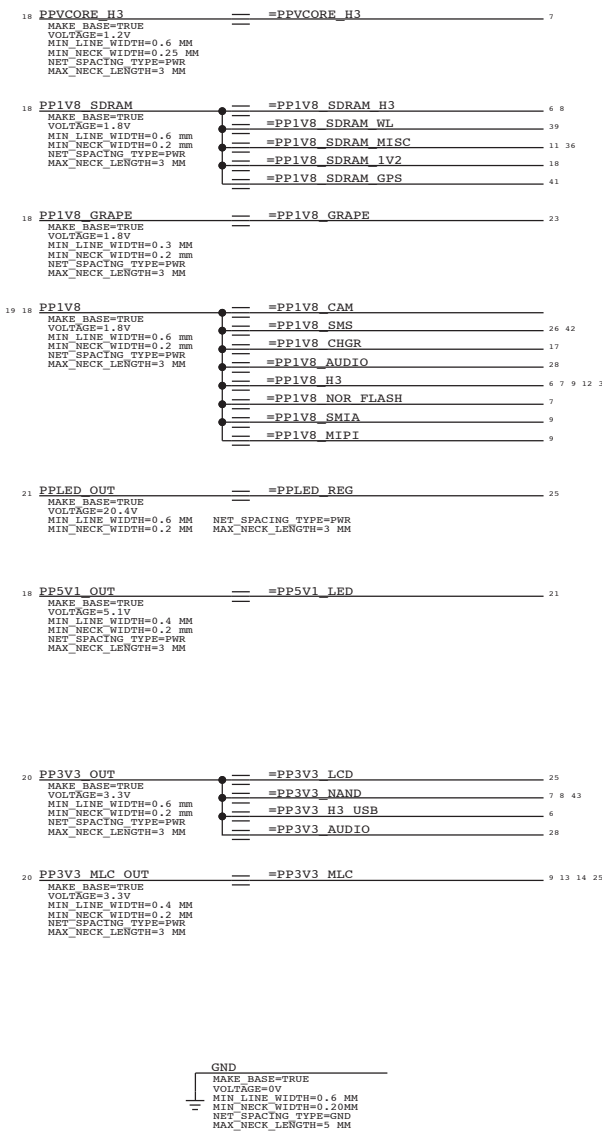 18 PPVCORE_H3 =PPVCORE_H3 7
MAKE_BASE=TRUE
VOLTAGE=1.2V
MIN_LINE_WIDTH=0.6 MM
MIN_NECK_WIDTH=0.25 MM
NET_SPACING_TYPE=PWR
MAX_NECK_LENGTH=3 MM
18 PP1V8_SDRAM =PP1V8_SDRAM_H3 6 8
MAKE_BASE=TRUE
VOLTAGE=1.8V
MIN_LINE_WIDTH=0.6 mm
MIN_NECK_WIDTH=0.2 mm
NET_SPACING_TYPE=PWR
MAX_NECK_LENGTH=3 MM
=PP1V8_SDRAM_WL 39
=PP1V8_SDRAM_MISC 11 36
=PP1V8_SDRAM_1V2 18
=PP1V8_SDRAM_GPS 41
18 PP1V8_GRAPE =PP1V8_GRAPE 23
MAKE_BASE=TRUE
VOLTAGE=1.8V
MIN_LINE_WIDTH=0.3 MM
MIN_NECK_WIDTH=0.2 mm
NET_SPACING_TYPE=PWR
MAX_NECK_LENGTH=3 MM
19 18 PP1V8 =PP1V8_CAM
MAKE_BASE=TRUE
VOLTAGE=1.8V
MIN_LINE_WIDTH=0.6 mm
MIN_NECK_WIDTH=0.2 mm
NET_SPACING_TYPE=PWR
MAX_NECK_LENGTH=3 MM
=PP1V8_SMS 26 42
=PP1V8_CHGR 17
=PP1V8_AUDIO 28
=PP1V8_H3 6 7 9 12 3
=PP1V8_NOR_FLASH 7
=PP1V8_SMIA 9
=PP1V8_MIPI 9
21 PPLED_OUT =PPLED_REG 25
MAKE_BASE=TRUE
VOLTAGE=20.4V
MIN_LINE_WIDTH=0.6 MM NET_SPACING_TYPE=PWR
MIN_NECK_WIDTH=0.2 MM MAX_NECK_LENGTH=3 MM
18 PP5V1_OUT =PP5V1_LED 21
MAKE_BASE=TRUE
VOLTAGE=5.1V
MIN_LINE_WIDTH=0.4 MM
MIN_NECK_WIDTH=0.2 mm
NET_SPACING_TYPE=PWR
MAX_NECK_LENGTH=3 MM
20 PP3V3_OUT =PP3V3_LCD 25
MAKE_BASE=TRUE
VOLTAGE=3.3V
MIN_LINE_WIDTH=0.6 mm
MIN_NECK_WIDTH=0.2 mm
NET_SPACING_TYPE=PWR
MAX_NECK_LENGTH=3 MM
=PP3V3_NAND 7 8 43
=PP3V3_H3_USB 6
=PP3V3_AUDIO 28
20 PP3V3_MLC_OUT =PP3V3_MLC 9 13 14 25
MAKE_BASE=TRUE
VOLTAGE=3.3V
MIN_LINE_WIDTH=0.4 MM
MIN_NECK_WIDTH=0.2 MM
NET_SPACING_TYPE=PWR
MAX_NECK_LENGTH=3 MM
GND
MAKE_BASE=TRUE
VOLTAGE=0V
MIN_LINE_WIDTH=0.6 MM
MIN_NECK_WIDTH=0.20MM
NET_SPACING_TYPE=GND
MAX_NECK_LENGTH=5 MM